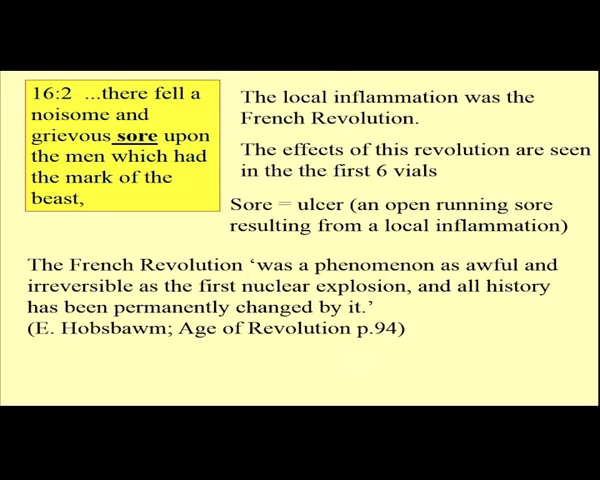 16:2 ...there fell a
noisome and
grievous sore upon
the men which had
the mark of the
beast,
The local inflammation was the
French Revolution.
The effects of this revolution are seen
in the the first 6 vials
Sore = ulcer (an open running sore
resulting from a local inflammation)
The French Revolution ‘was a phenomenon as awful and
irreversible as the first nuclear explosion, and all history
has been permanently changed by it.’
(E. Hobsbawm; Age of Revolution p.94)